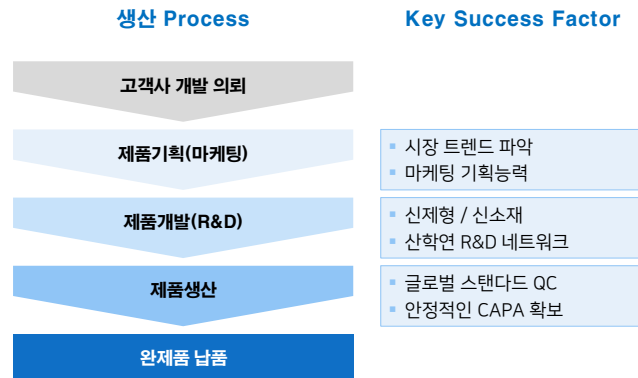 생산 Process
Key Success Factor
고객사 개발 의뢰
제품기획(마케팅)
시장 트렌드 파악
마케팅 기획능력
제품개발(R&D)
신제형 / 신소재
산학연 R&D 네트워크
제품생산
글로벌 스탠다드 QC
안정적인 CAPA 확보
완제품 납품